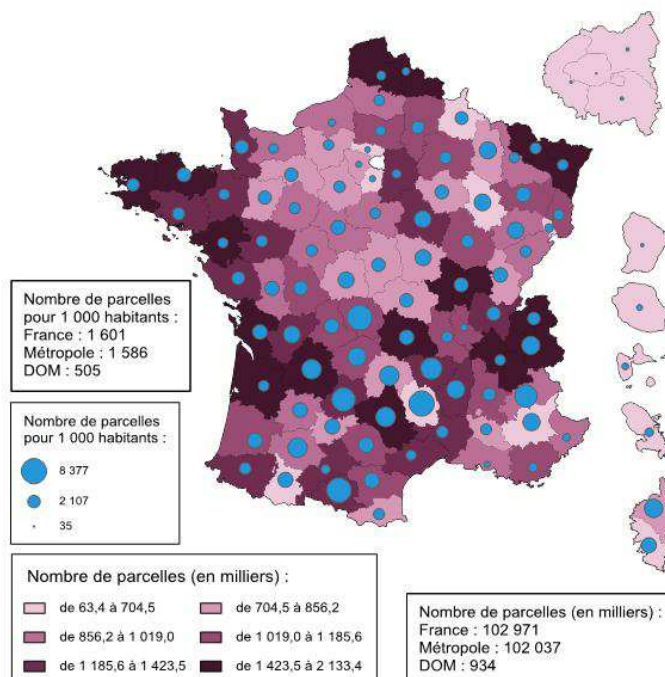 Nombre de parcelles
pour 1 000 habitants :
France : 1 601
Métropole : 1 586
DOM : 505
Nombre de parcelles
pour 1 000 habitants :
8 377
2 107
35
Nombre de parcelles (en milliers) :
de 63,4 à 704,5
de 704,5 à 856,2
de 856,2 à 1 019,0
de 1 019,0 à 1 185,6
de 1 185,6 à 1 423,5
de 1 423,5 à 2 133,4
Nombre de parcelles (en milliers) :
France : 102 971
Métropole : 102 037
DOM : 934